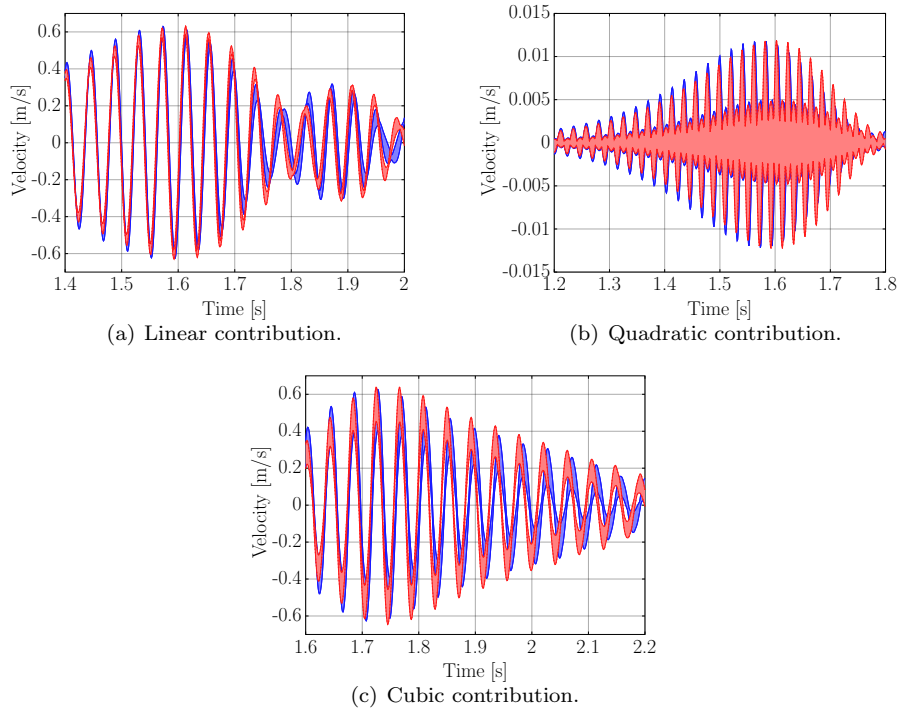 0.6
0.4
0.2
0
-0.2
-0.4
-0.6
Velocity [m/s]
1.4 1.5 1.6 1.7 1.8 1.9 2
Time [s]
(a) Linear contribution.
0.015
0.01
0.005
0
-0.005
-0.01
-0.015
Velocity [m/s]
1.2 1.3 1.4 1.5 1.6 1.7 1.8
Time [s]
(b) Quadratic contribution.
0.6
0.4
0.2
0
-0.2
-0.4
-0.6
Velocity [m/s]
1.6 1.7 1.8 1.9 2 2.1 2.2
Time [s]
(c) Cubic contribution.